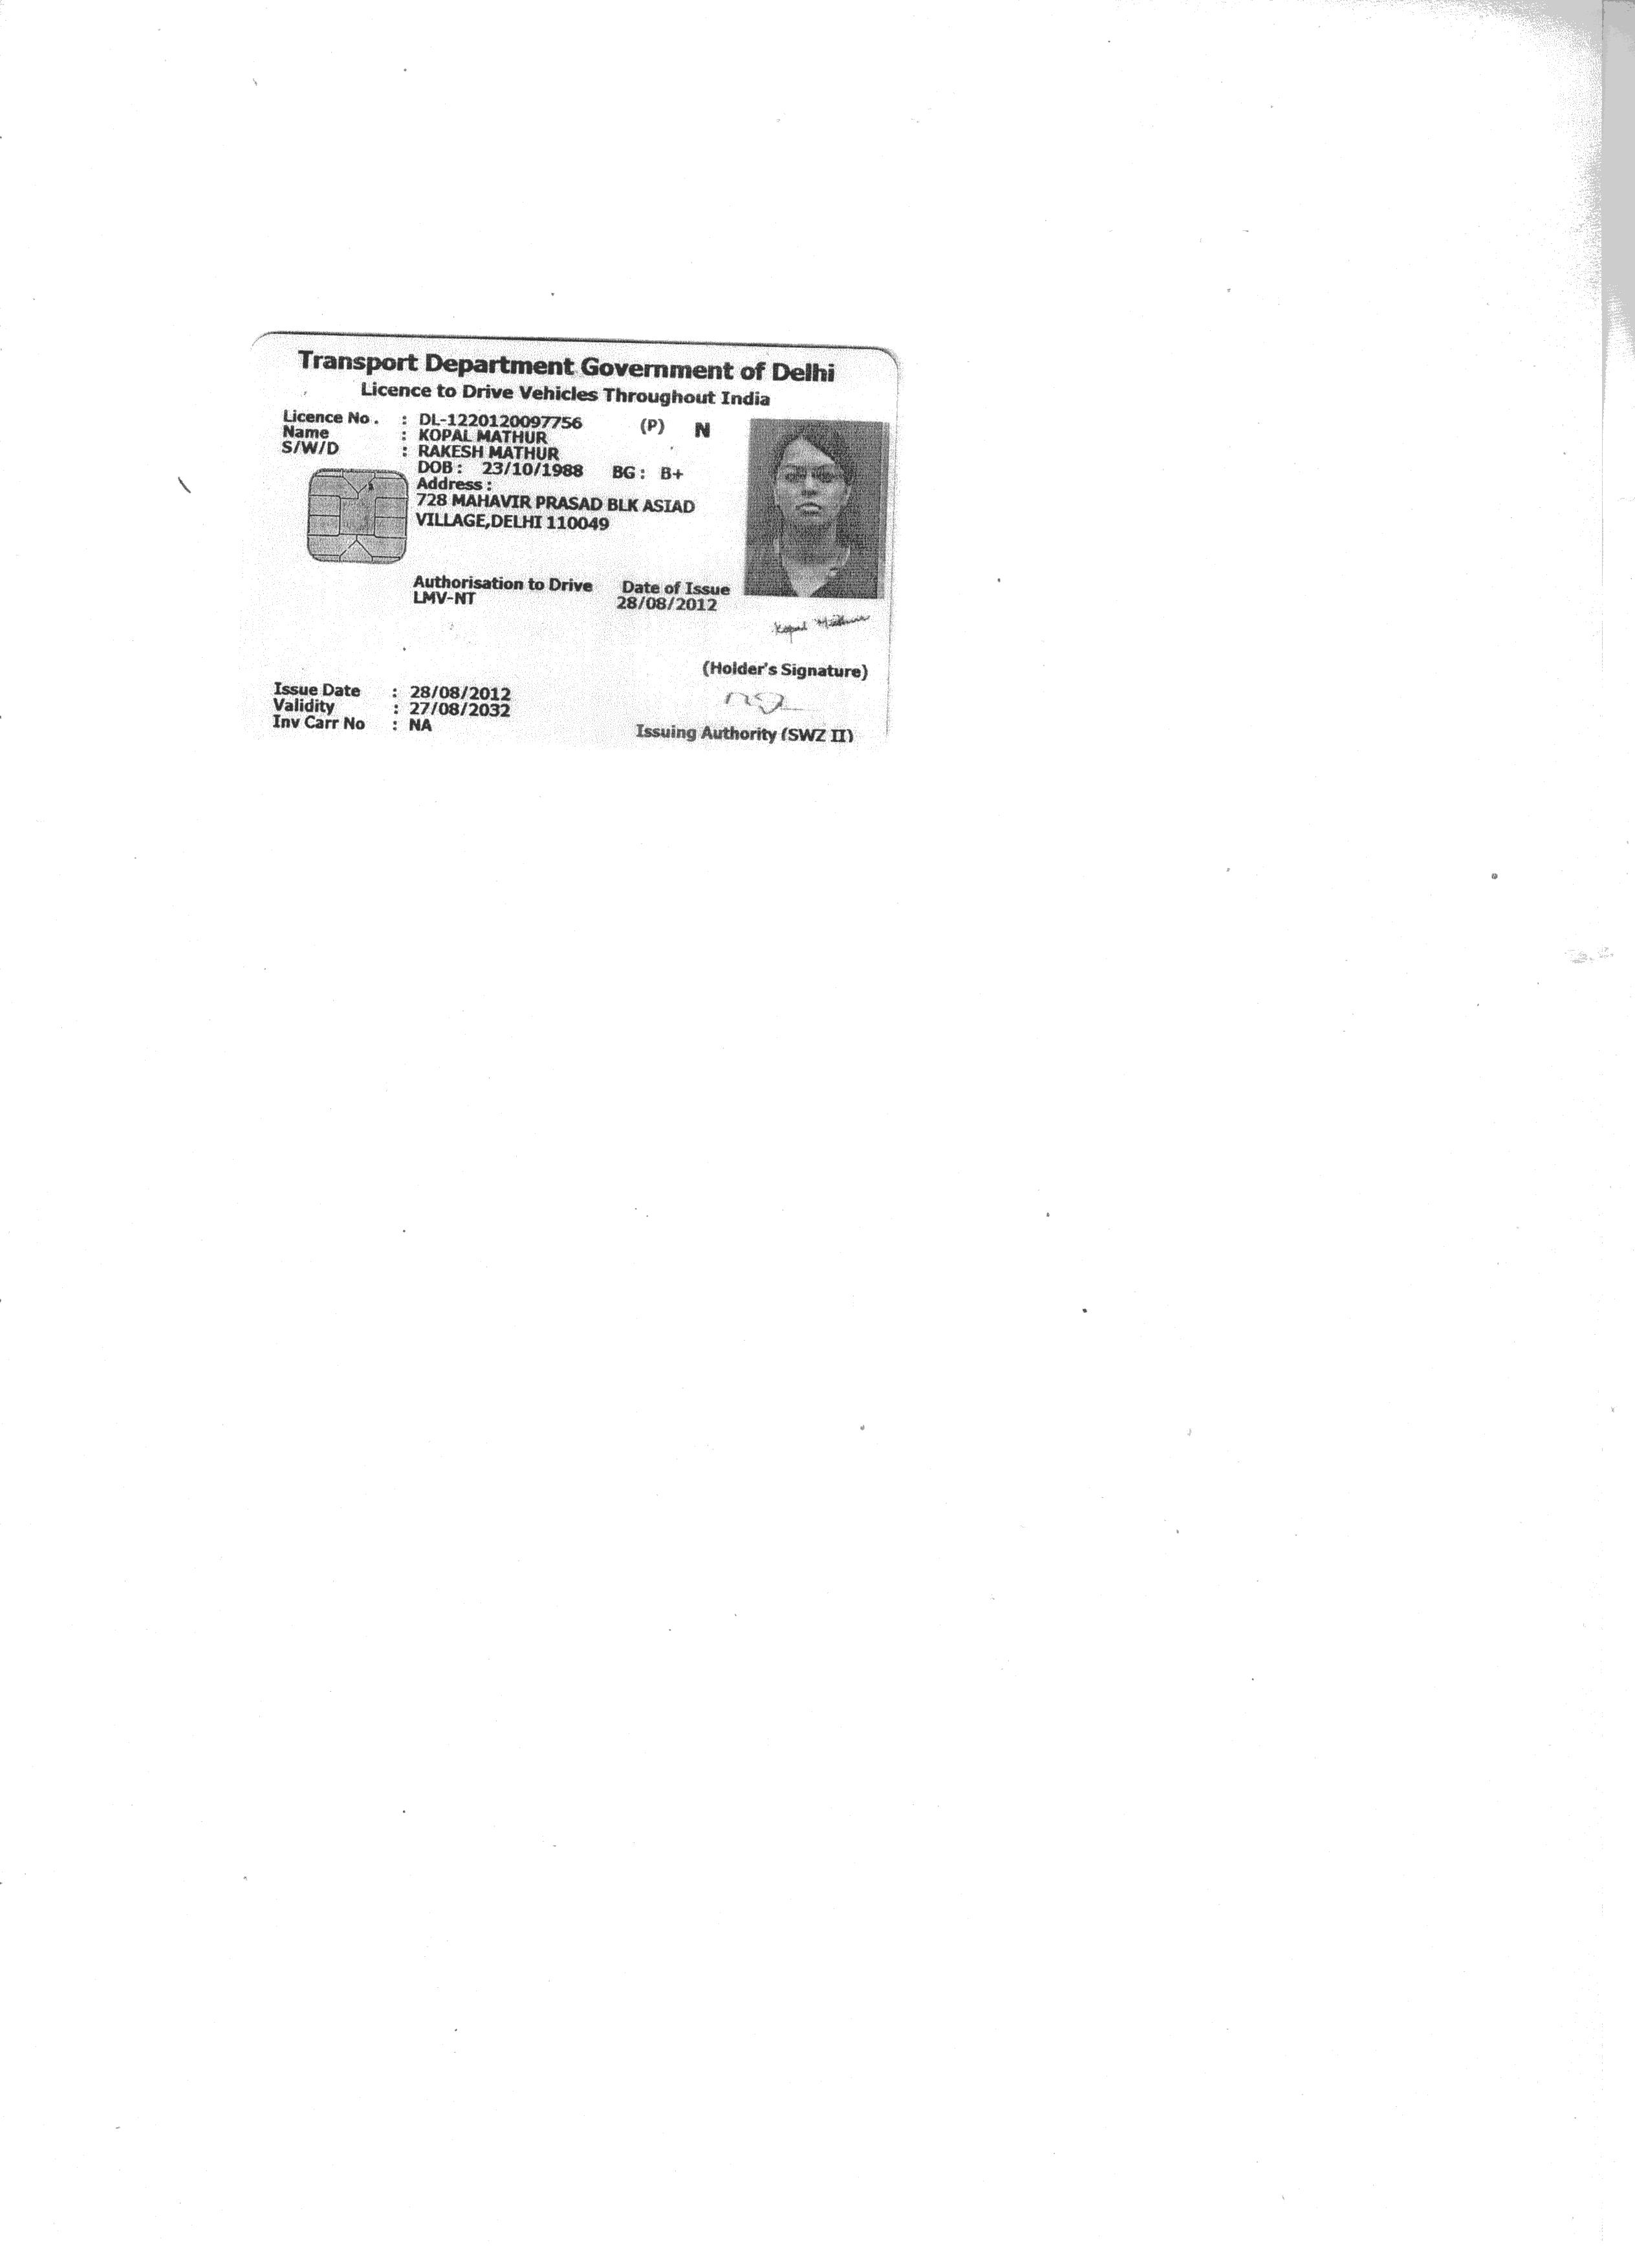 Transport Department Government of Delhi
Licence to Drive Vehicles Throughout India
Licence No. : DL-1220120097756 (P) N
Name : KOPAL MATHUR
S/W/D : RAKESH MATHUR
DOB : 23/10/1988 BG : B+
Address :
728 MAHAVIR PRASAD BLK ASIAD
VILLAGE,DELHI 110049
Authorisation to Drive Date of Issue
LMV-NT 28/08/2012
Kopal Mathur
(Holder's Signature)
Issue Date : 28/08/2012
Validity : 27/08/2032
Inv Carr No : NA
Issuing Authority (SWZ II)